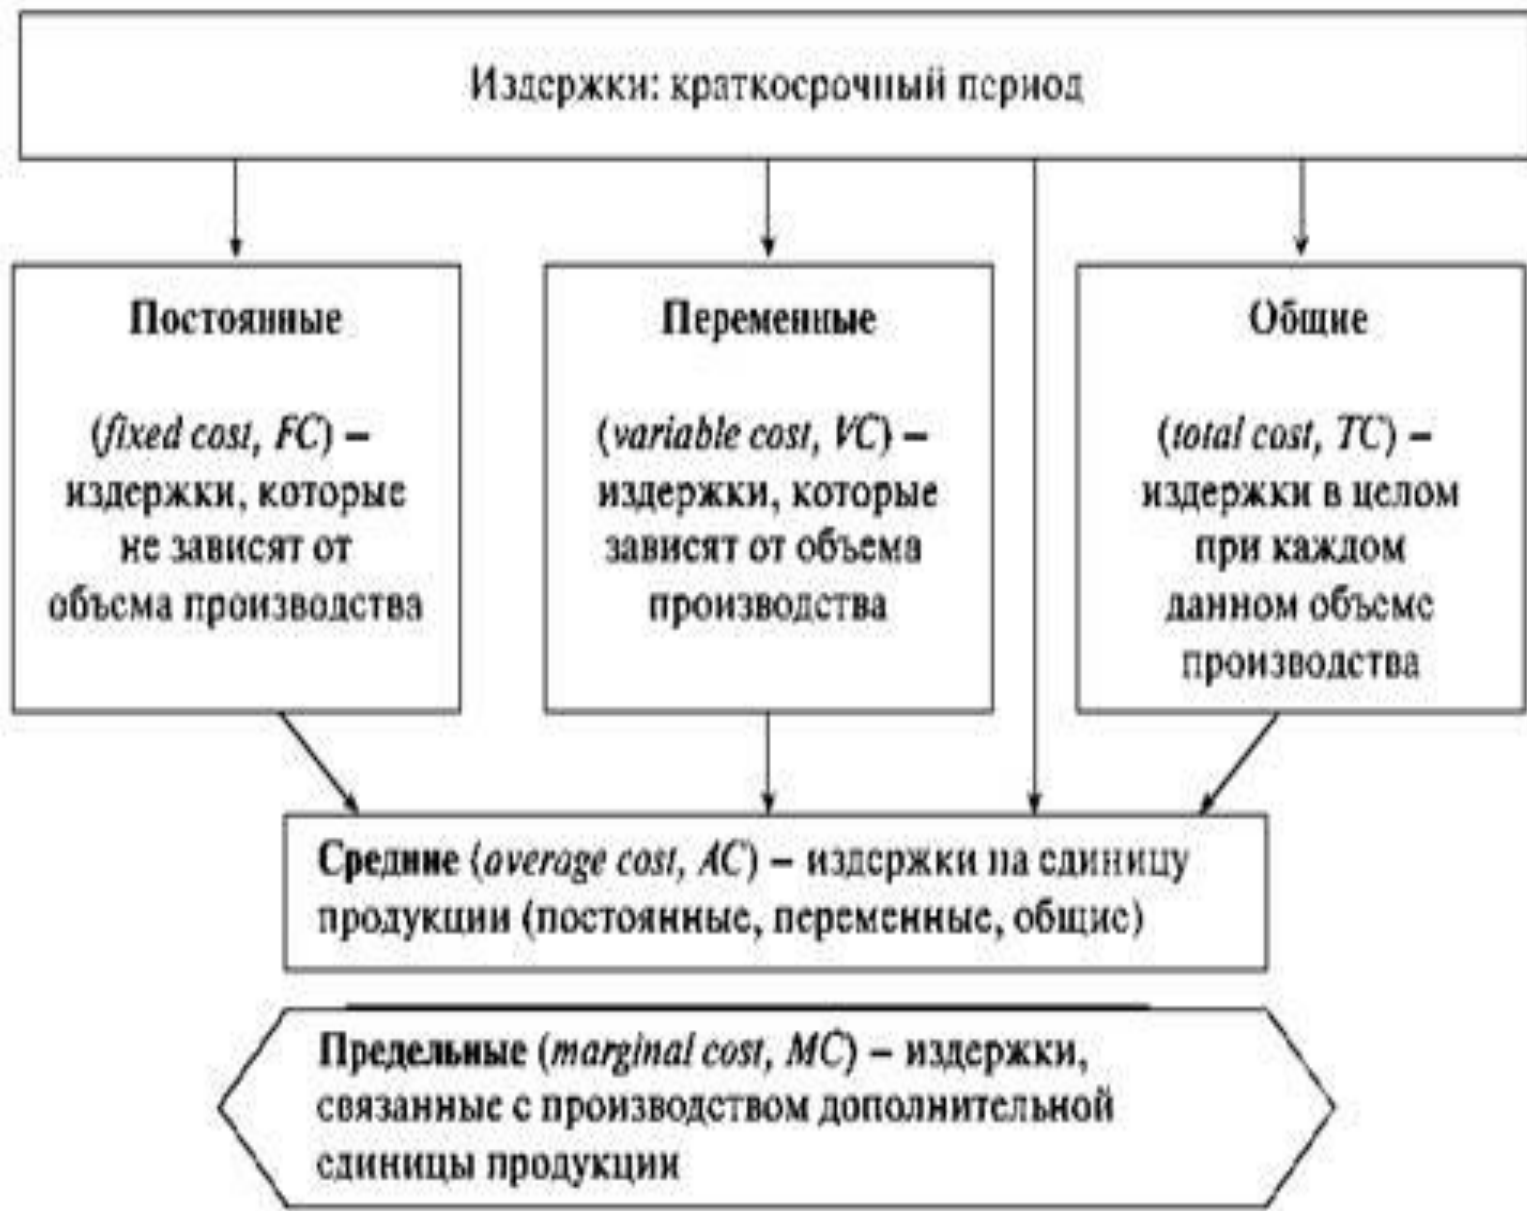 Издержки: краткосрочный период
Постоянные
(fixed cost, FC) –
издержки, которые
не зависят от
объема производства
Переменные
(variable cost, VC) –
издержки, которые
зависят от объема
производства
Общие
(total cost, TC) –
издержки в целом
при каждом
данном объеме
производства
Средние (average cost, AC) – издержки на единицу
продукции (постоянные, переменные, общие)
Предельные (marginal cost, MC) – издержки,
связанные с производством дополнительной
единицы продукции